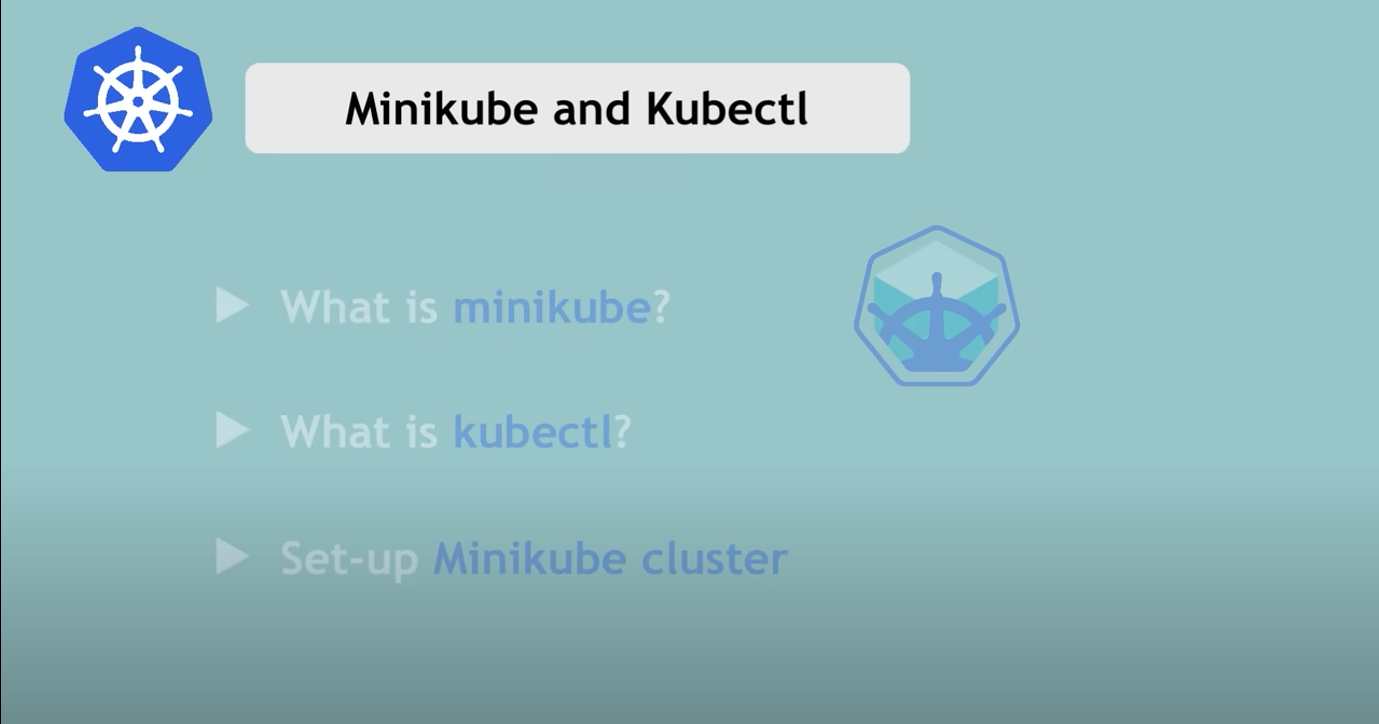 Minikube and Kubectl
What is minikube?
What is kubectl?
Set-up Minikube cluster